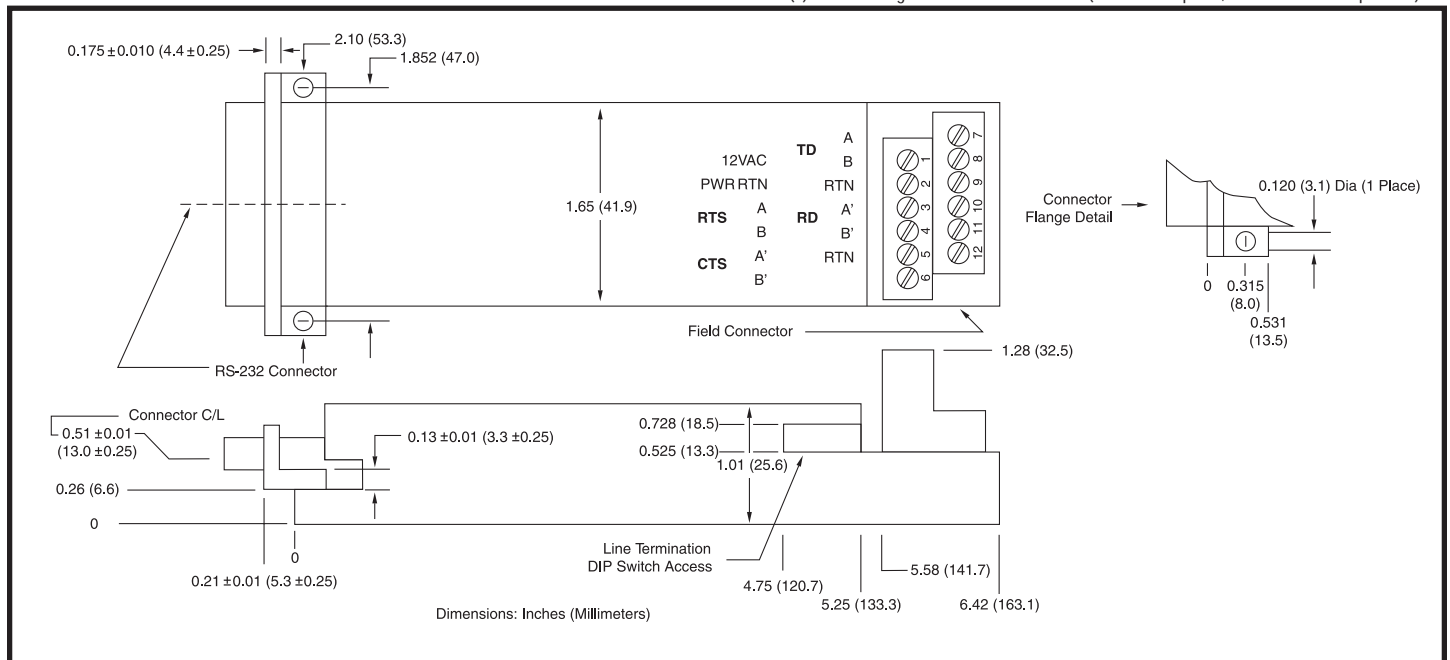 0.175 ±0.010 (4.4 ±0.25)
2.10 (53.3)
1.852 (47.0)
1.65 (41.9)
12VAC
PWR RTN
RTS
A
B
CTS
A'
B'
TD
A
B
RTN
RD
A'
B'
RTN
1
2
3
4
5
6
7
8
9
10
11
12
Field Connector
RS-232 Connector
Connector
Flange Detail
0.120 (3.1) Dia (1 Place)
0
0.315
(8.0)
0.531
(13.5)
Connector C/L
0.51 ±0.01
(13.0 ±0.25)
0.26 (6.6)
0
0
0.21 ±0.01 (5.3 ±0.25)
0.13 ±0.01 (3.3 ±0.25)
0.728 (18.5)
0.525 (13.3)
1.01 (25.6)
1.28 (32.5)
Line Termination
DIP Switch Access
4.75 (120.7)
5.25 (133.3)
5.58 (141.7)
6.42 (163.1)
Dimensions: Inches (Millimeters)